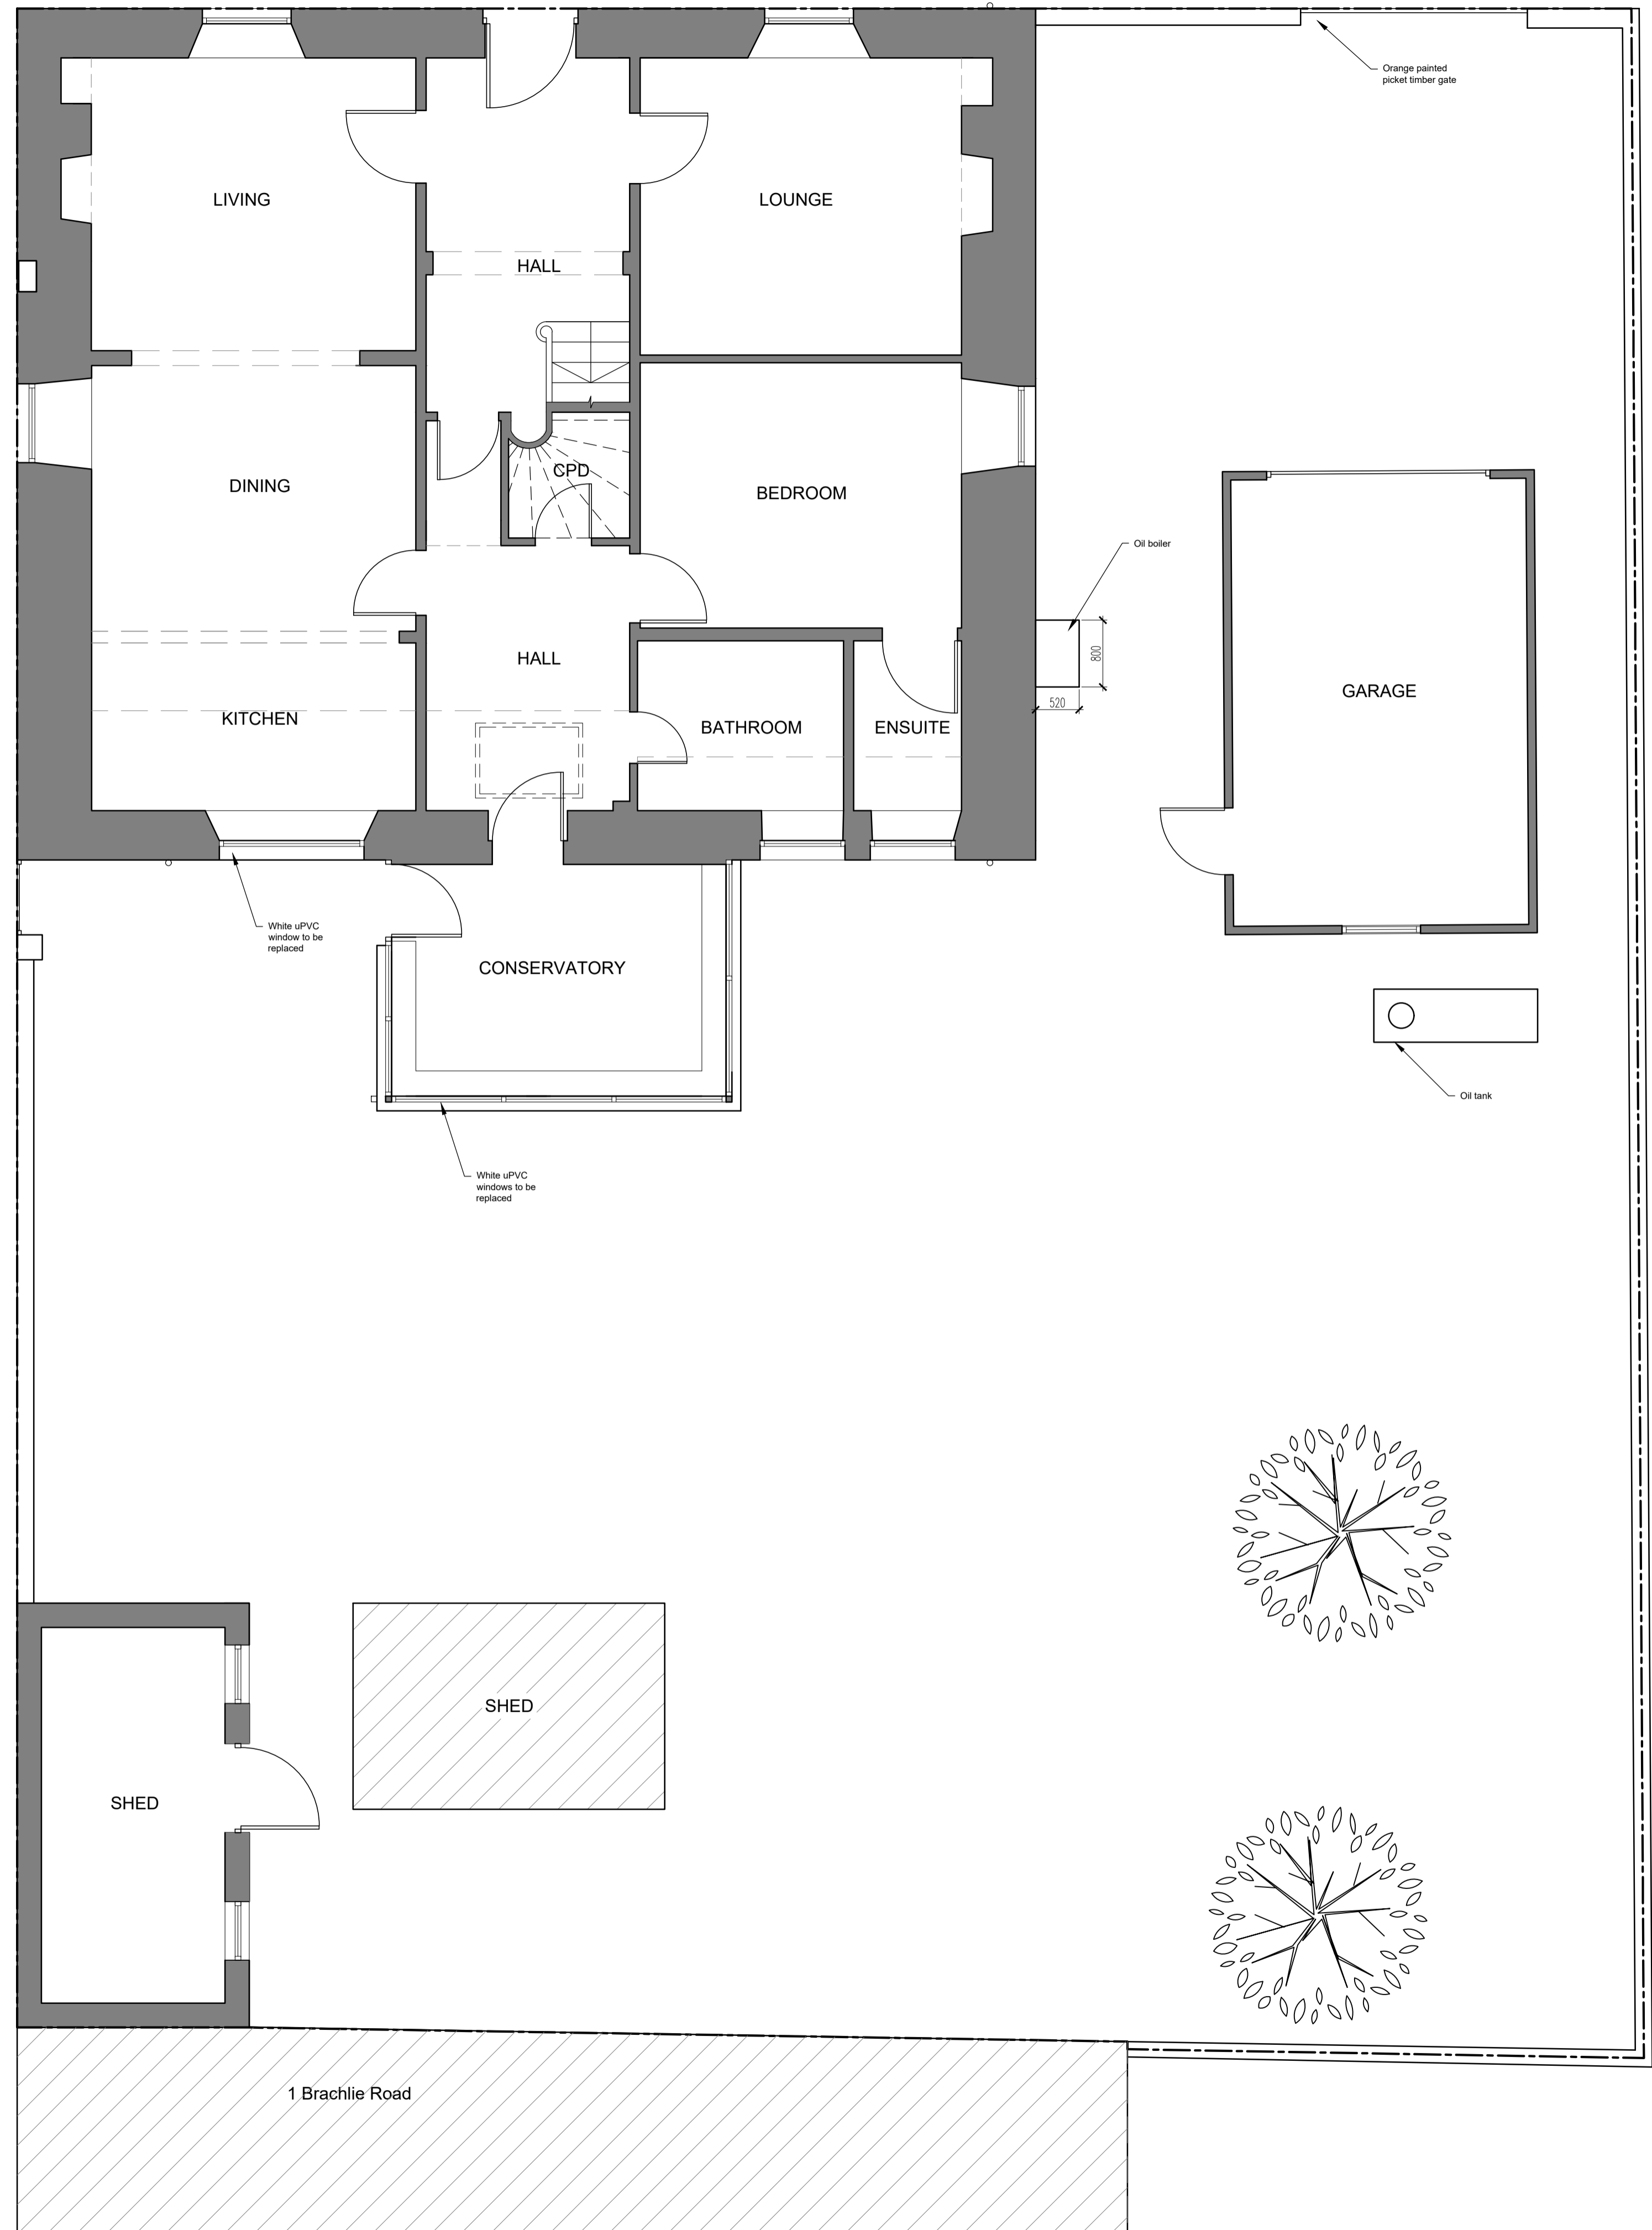 Orange painted
picket timber gate
LIVING
LOUNGE
HALL
CPD
DINING
BEDROOM
Oil boiler
800
520
HALL
GARAGE
KITCHEN
BATHROOM
ENSUITE
White uPVC
window to be
replaced
CONSERVATORY
Oil tank
White uPVC
windows to be
replaced
SHED
SHED
1 Brachlie Road